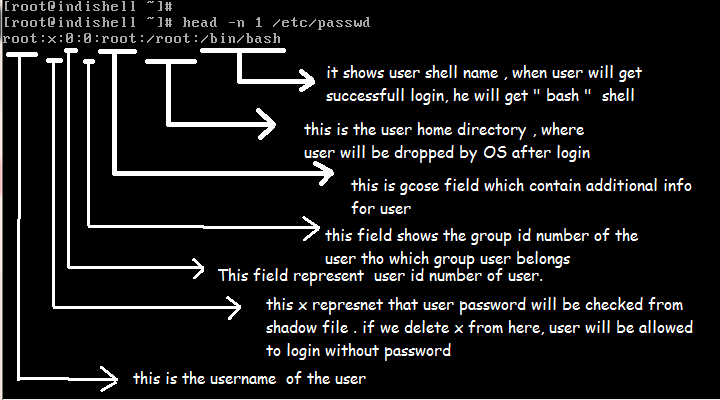 [root@indishell ~]#
[root@indishell ~]# head -n 1 /etc/passwd
root:x:0:0:root:/root:/bin/bash
it shows user shell name , when user will get
successfull login, he will get " bash " shell
this is the user home directory , where
user will be dropped by OS after login
this is gcose field which contain additional info
for user
this field shows the group id number of the
user tho which group user belongs
This field represent user id number of user.
this x represnet that user password will be checked from
shadow file . if we delete x from here, user will be allowed
to login without password
this is the username of the user